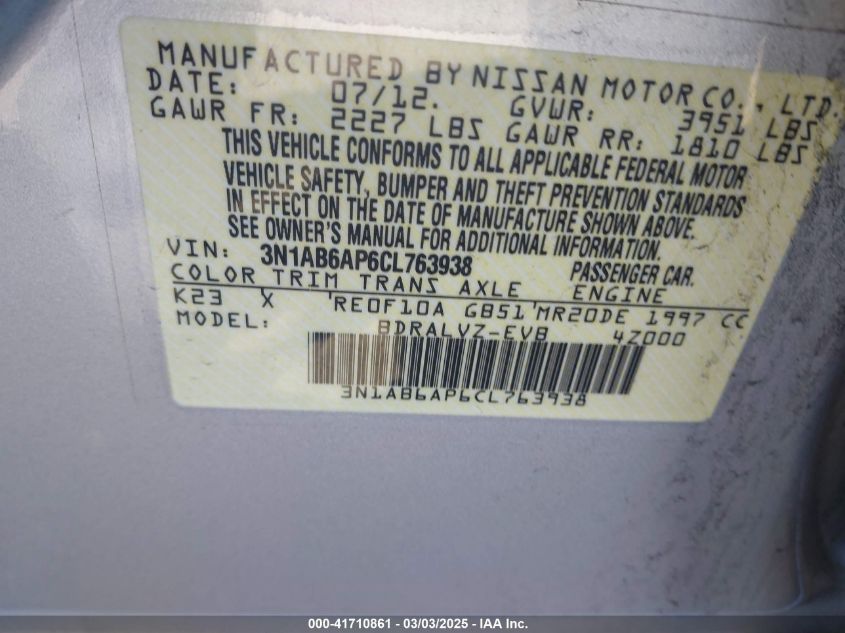 MANUFACTURED BY NISSAN MOTOR CO., LTD.
DATE: 07/12. GVWR: 3951 LBS
GAWR FR: 2227 LBS GAWR RR: 1810 LBS
THIS VEHICLE CONFORMS TO ALL APPLICABLE FEDERAL MOTOR
VEHICLE SAFETY, BUMPER AND THEFT PREVENTION STANDARDS
IN EFFECT ON THE DATE OF MANUFACTURE SHOWN ABOVE.
SEE OWNER'S MANUAL FOR ADDITIONAL INFORMATION.
VIN: 3N1AB6AP6CL763938 PASSENGER CAR.
COLOR TRIM TRANS AXLE ENGINE
K23 X RE0F10A GB51 MR20DE 1997 CC
MODEL: BDRALVZ-EVB 4Z000
3N1AB6AP6CL763938
000-41710861 - 03/03/2025 - IAA Inc.